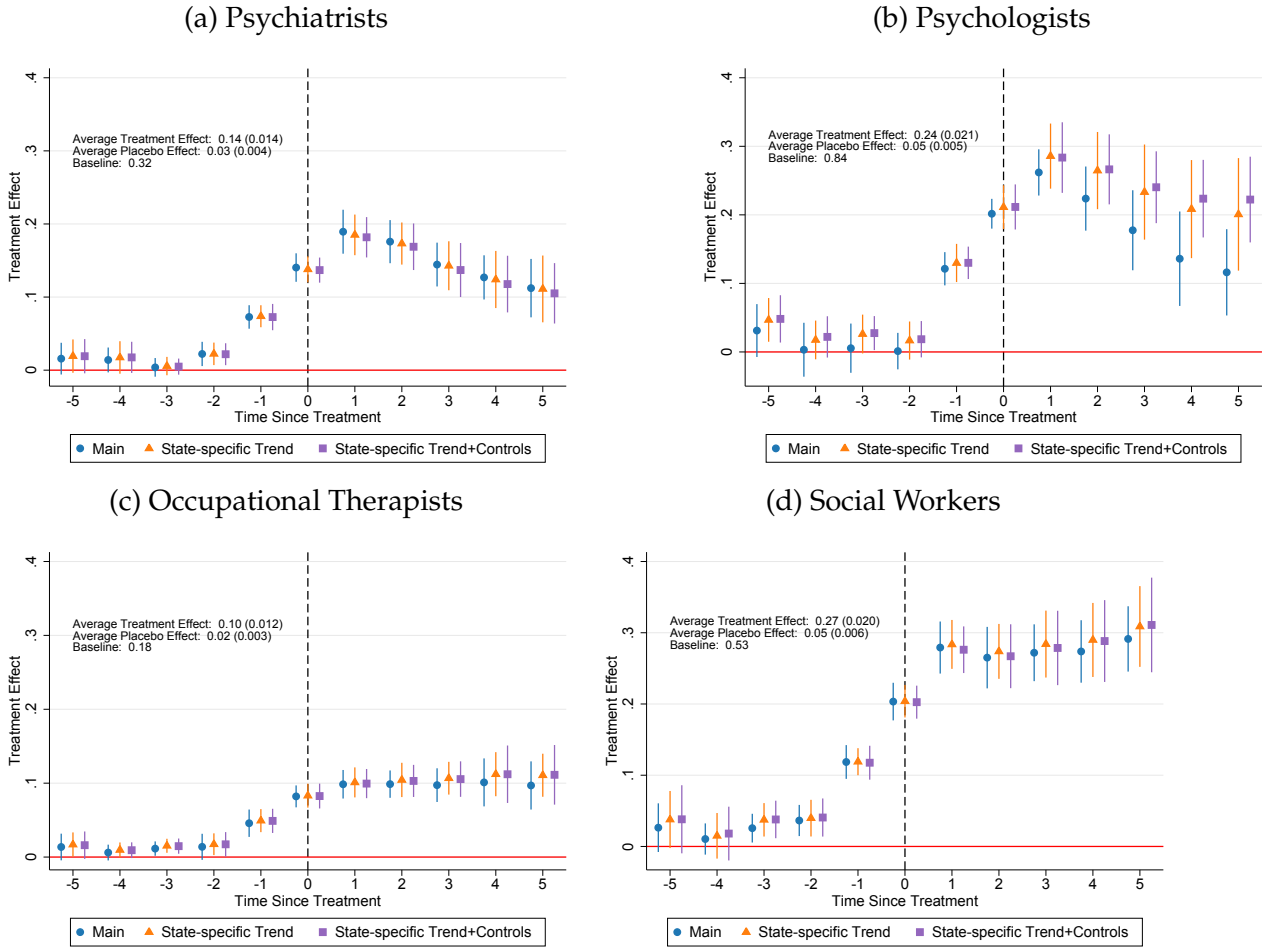 (a) Psychiatrists
Treatment Effect
.4
.3
.2
.1
0
Average Treatment Effect: 0.14 (0.014)
Average Placebo Effect: 0.03 (0.004)
Baseline: 0.32
-5 -4 -3 -2 -1 0 1 2 3 4 5
Time Since Treatment
Main State-specific Trend State-specific Trend+Controls
(b) Psychologists
Treatment Effect
.4
.3
.2
.1
0
Average Treatment Effect: 0.24 (0.021)
Average Placebo Effect: 0.05 (0.005)
Baseline: 0.84
-5 -4 -3 -2 -1 0 1 2 3 4 5
Time Since Treatment
Main State-specific Trend State-specific Trend+Controls
(c) Occupational Therapists
Treatment Effect
.4
.3
.2
.1
0
Average Treatment Effect: 0.10 (0.012)
Average Placebo Effect: 0.02 (0.003)
Baseline: 0.18
-5 -4 -3 -2 -1 0 1 2 3 4 5
Time Since Treatment
Main State-specific Trend State-specific Trend+Controls
(d) Social Workers
Treatment Effect
.4
.3
.2
.1
0
Average Treatment Effect: 0.27 (0.020)
Average Placebo Effect: 0.05 (0.006)
Baseline: 0.53
-5 -4 -3 -2 -1 0 1 2 3 4 5
Time Since Treatment
Main State-specific Trend State-specific Trend+Controls